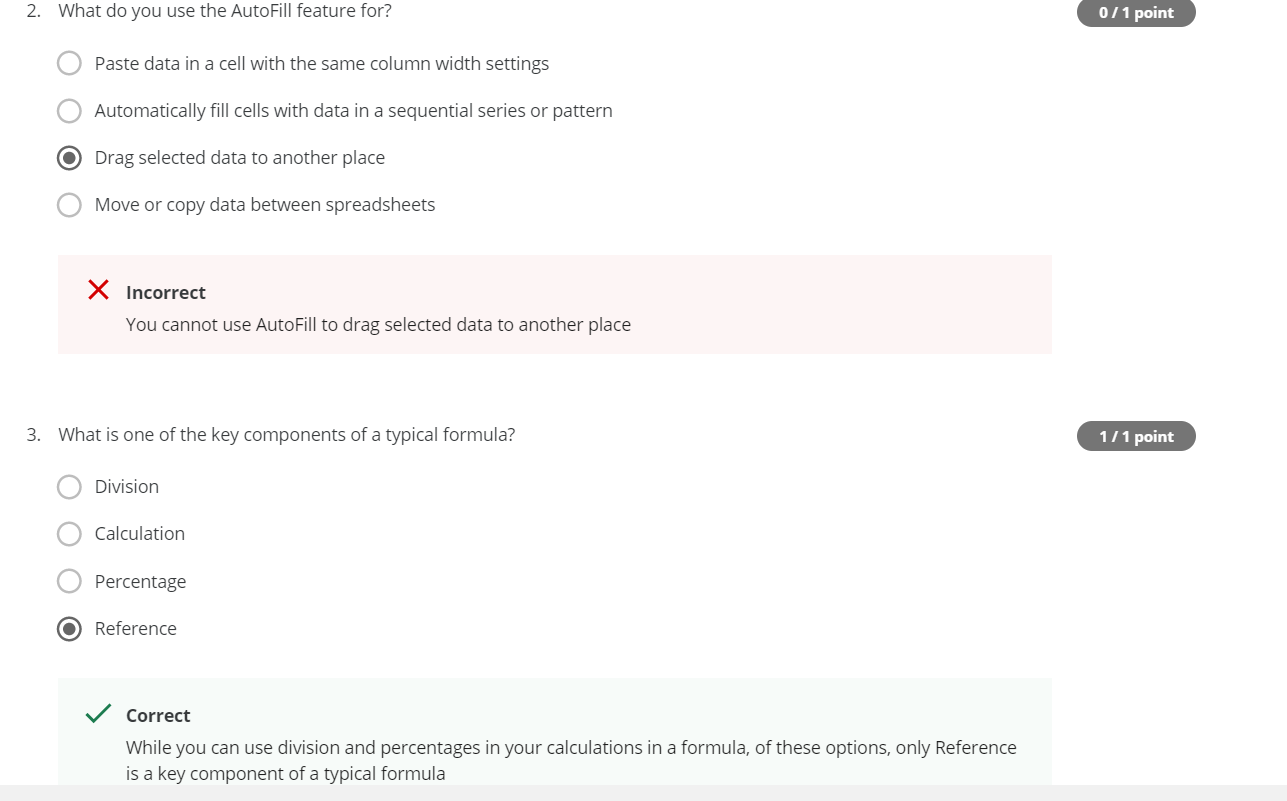 2. What do you use the AutoFill feature for?
0 / 1 point
Paste data in a cell with the same column width settings
Automatically fill cells with data in a sequential series or pattern
Drag selected data to another place
Move or copy data between spreadsheets
Incorrect
You cannot use AutoFill to drag selected data to another place
3. What is one of the key components of a typical formula?
1 / 1 point
Division
Calculation
Percentage
Reference
Correct
While you can use division and percentages in your calculations in a formula, of these options, only Reference
is a key component of a typical formula